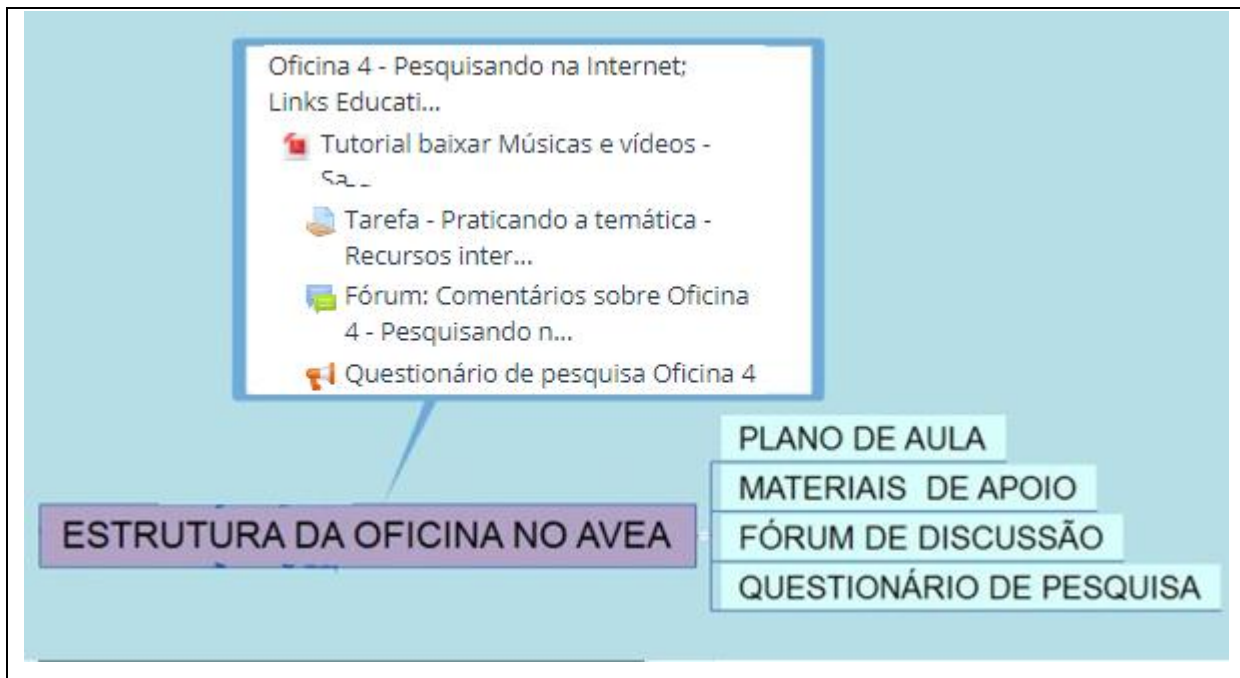 Oficina 4 - Pesquisando na Internet;
Links Educati...
Tutorial baixar Músicas e vídeos -
Tarefa - Praticando a temática -
Recursos inter...
Fórum: Comentários sobre Oficina
4 - Pesquisando n...
Questionário de pesquisa Oficina 4
ESTRUTURA DA OFICINA NO AVEA
PLANO DE AULA
MATERIAIS DE APOIO
FÓRUM DE DISCUSSÃO
QUESTIONÁRIO DE PESQUISA